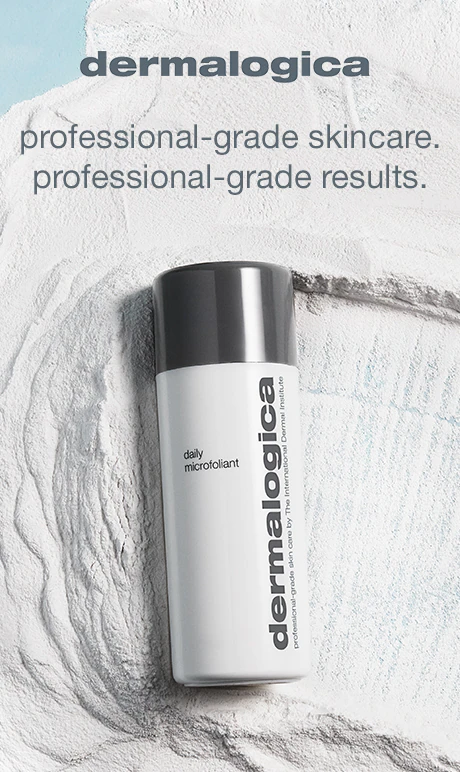 dermalogica
professional-grade skincare.
professional-grade results.
daily
microfoliant
dermalogica
professional-grade skin care by The International Dermal Institute